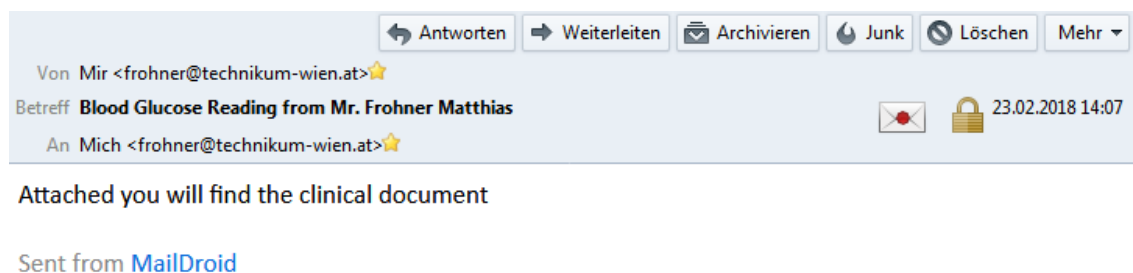 Antworten Weiterleiten Archivieren Junk Löschen Mehr
Von Mir <frohner@technikum-wien.at>
Betreff Blood Glucose Reading from Mr. Frohner Matthias 23.02.2018 14:07
An Mich <frohner@technikum-wien.at>
Attached you will find the clinical document
Sent from MailDroid